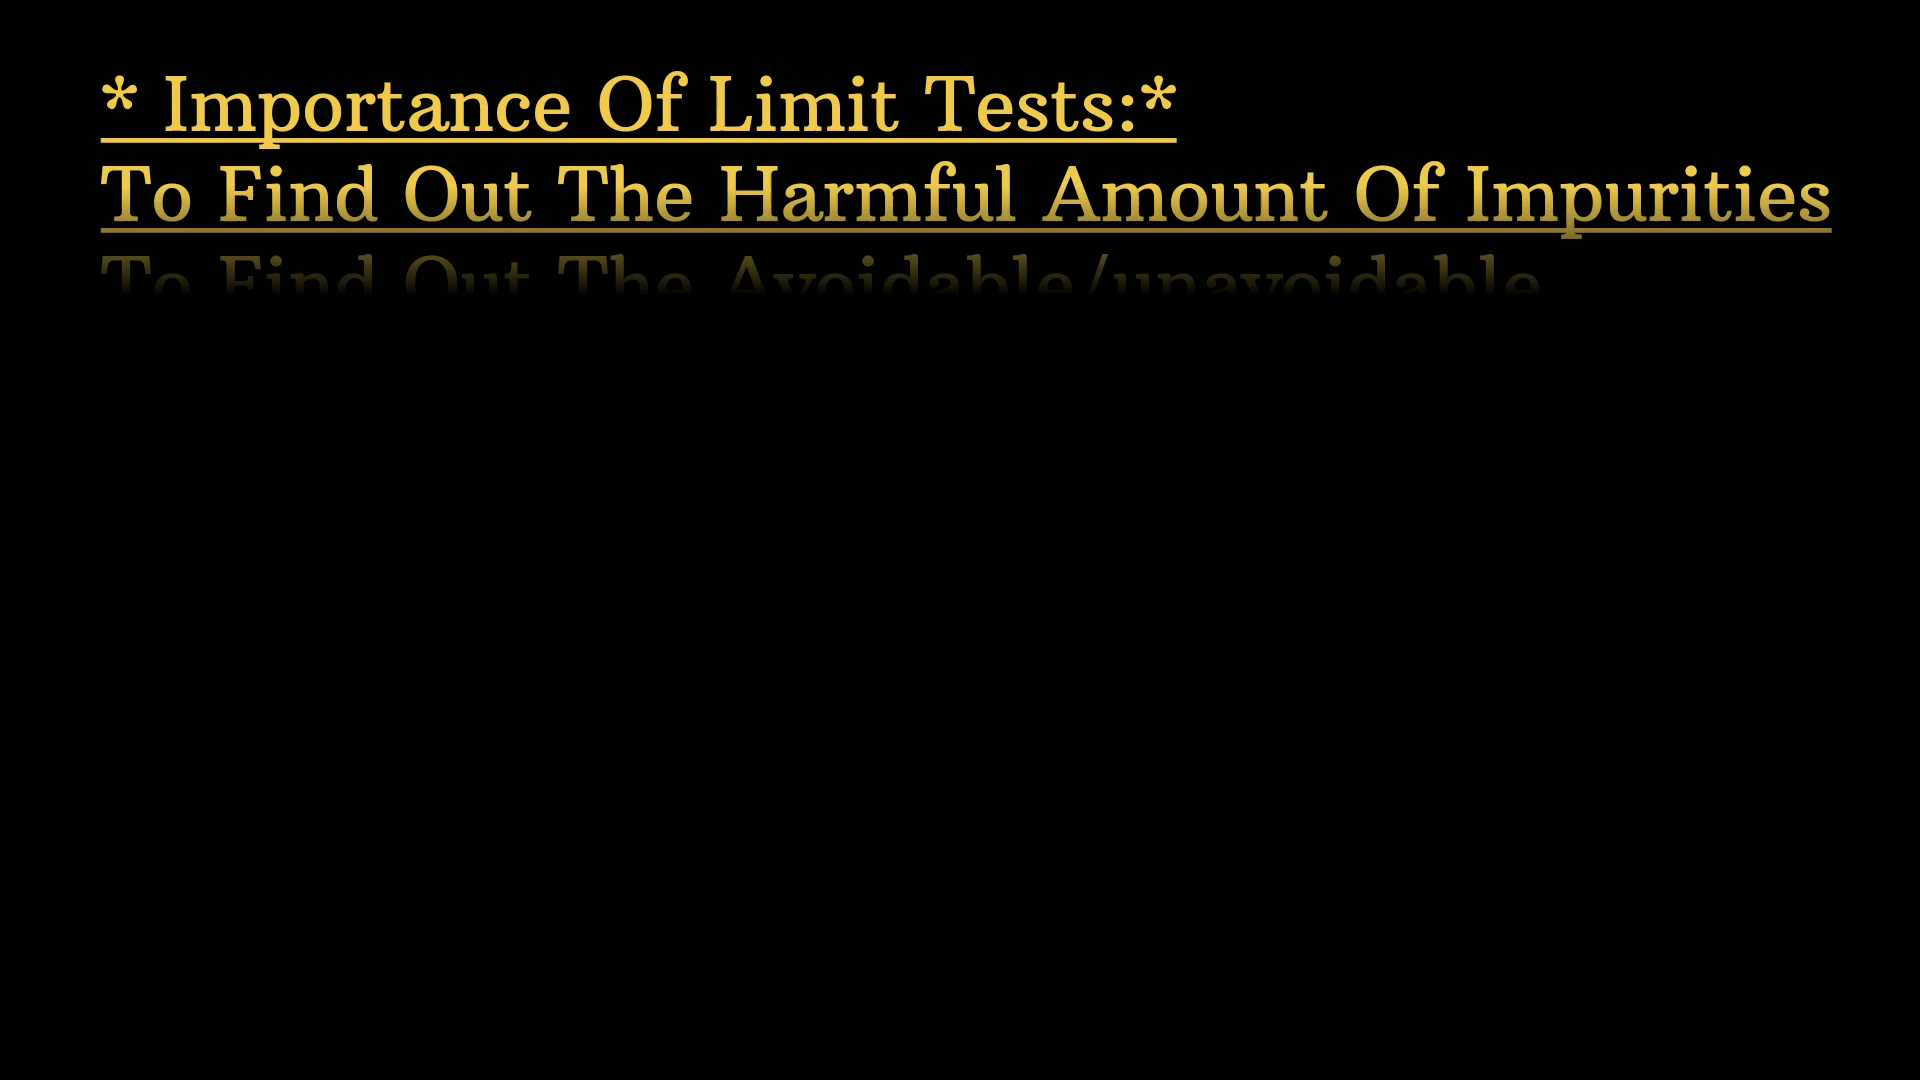 * Importance Of Limit Tests:*
To Find Out The Harmful Amount Of Impurities
To Find Out The Avoidable/unavoidable